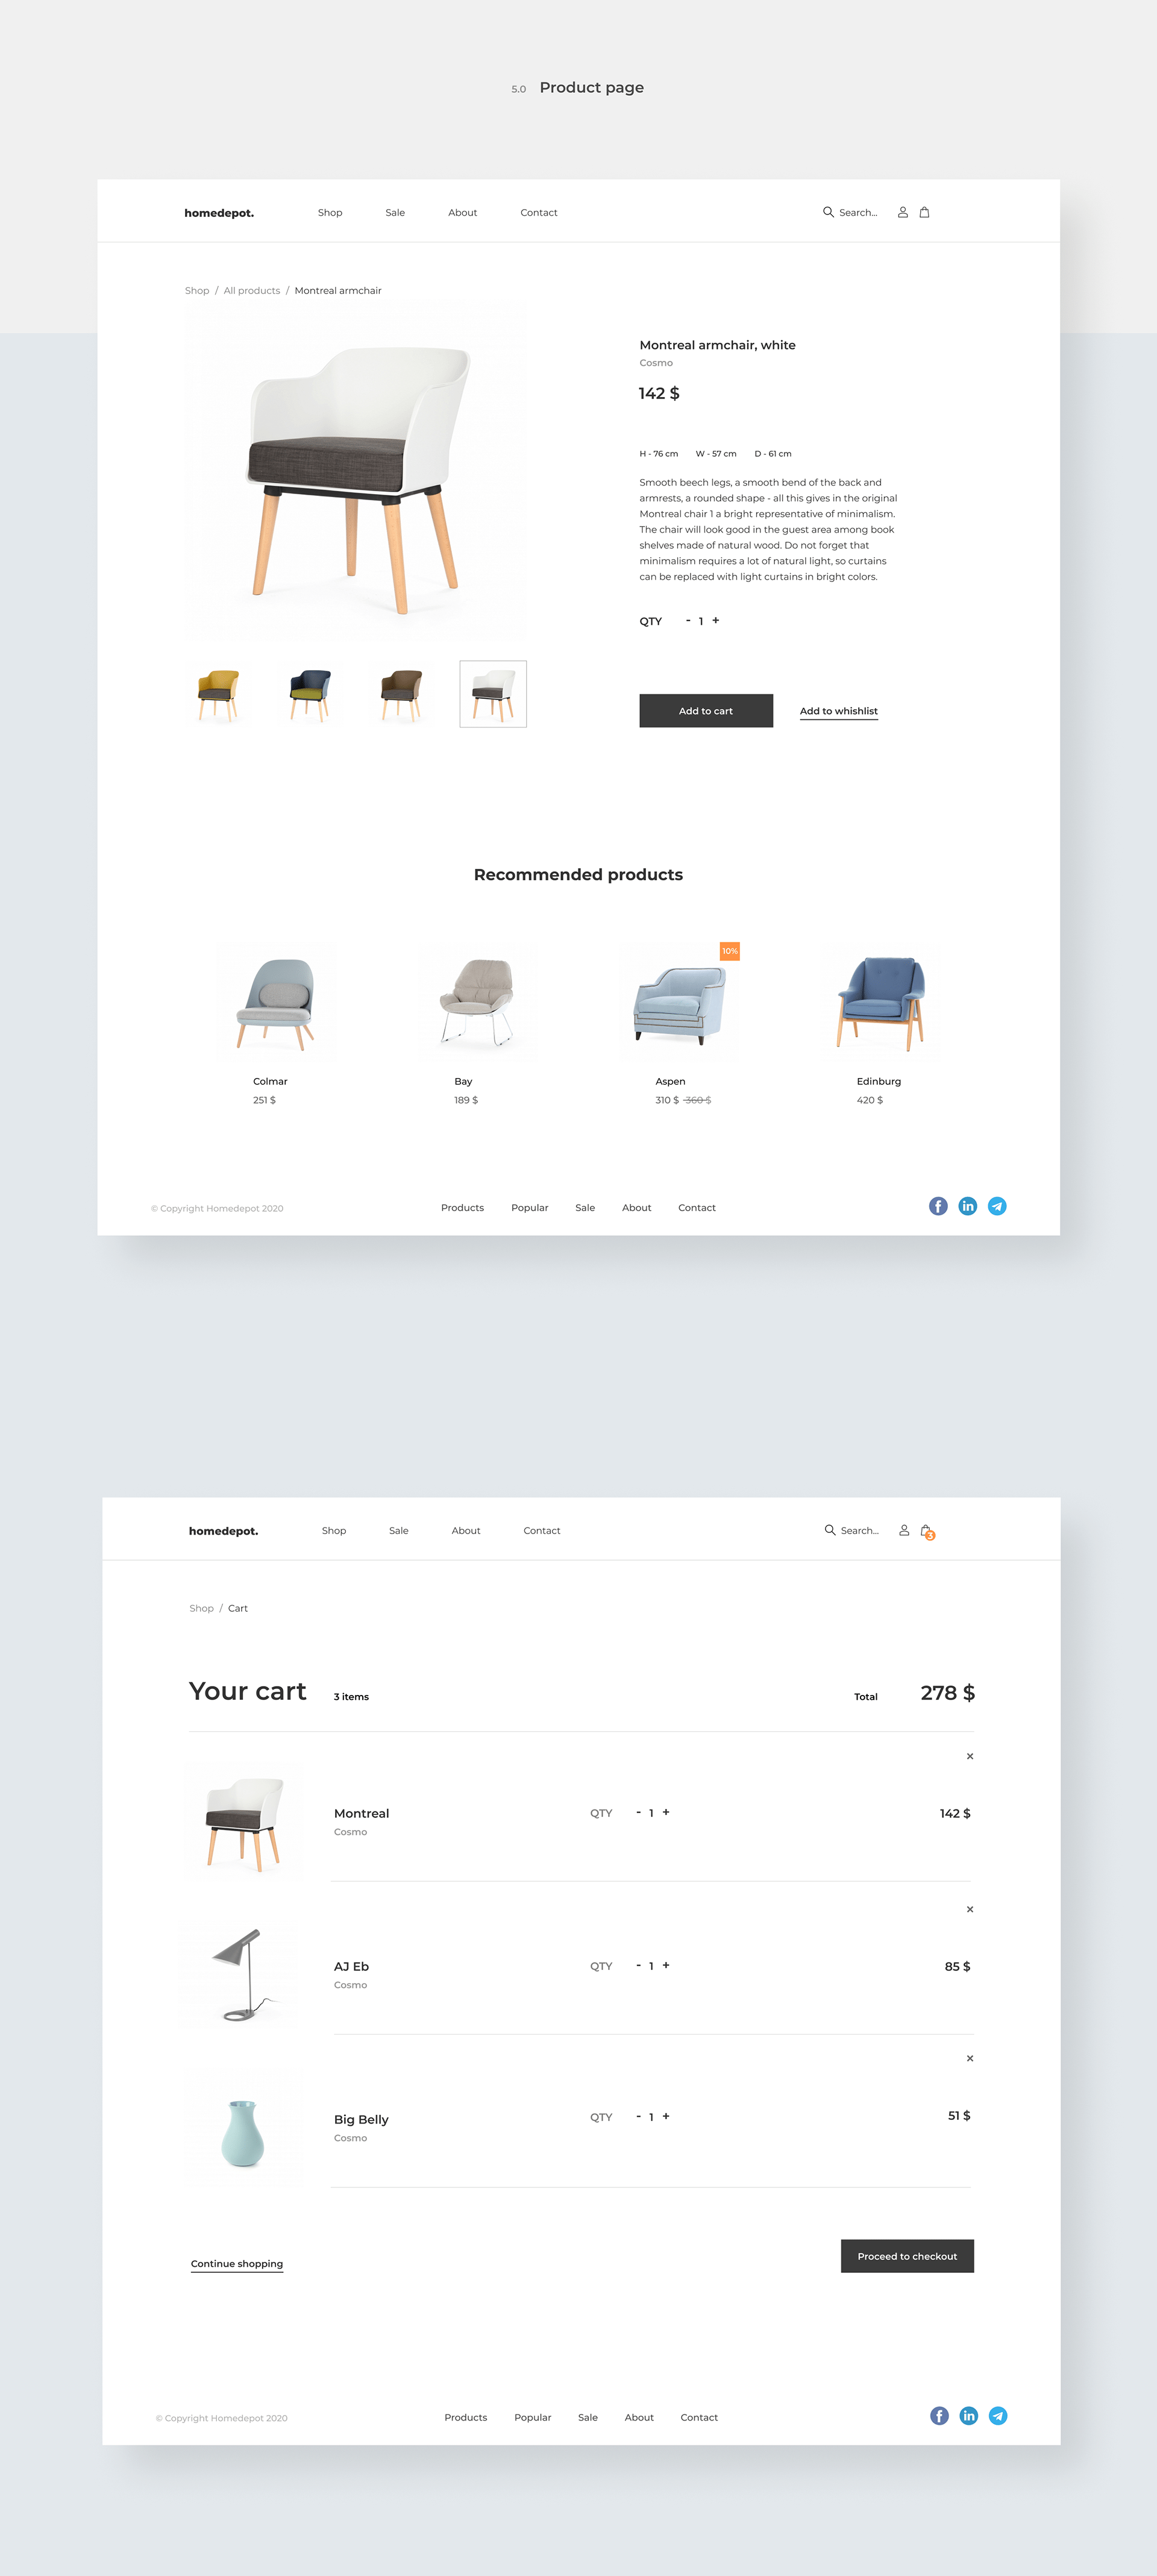 5.0 Product page
homedepot. Shop Sale About Contact Search...
Shop / All products / Montreal armchair
Montreal armchair, white
Cosmo
142 $
H - 76 cm W - 57 cm D - 61 cm
Smooth beech legs, a smooth bend of the back and
armrests, a rounded shape - all this gives in the original
Montreal chair 1 a bright representative of minimalism.
The chair will look good in the guest area among book
shelves made of natural wood. Do not forget that
minimalism requires a lot of natural light, so curtains
can be replaced with light curtains in bright colors.
QTY - 1 +
Add to cart Add to whishlist
Recommended products
10%
Colmar Bay Aspen Edinburg
251 $ 189 $ 310 $ 360 $ 420 $
© Copyright Homedepot 2020 Products Popular Sale About Contact f in
homedepot. Shop Sale About Contact Search... 3
Shop / Cart
Your cart 3 items Total 278 $
×
Montreal QTY - 1 + 142 $
Cosmo
×
AJ Eb QTY - 1 + 85 $
Cosmo
×
Big Belly QTY - 1 + 51 $
Cosmo
Continue shopping Proceed to checkout
© Copyright Homedepot 2020 Products Popular Sale About Contact f in